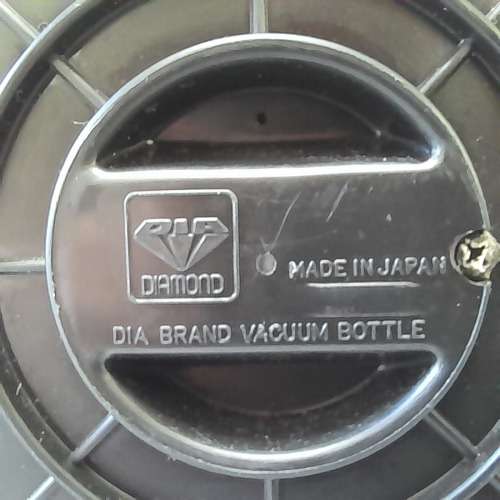 DIA
DIAMOND
MADE IN JAPAN
DIA BRAND VACUUM BOTTLE